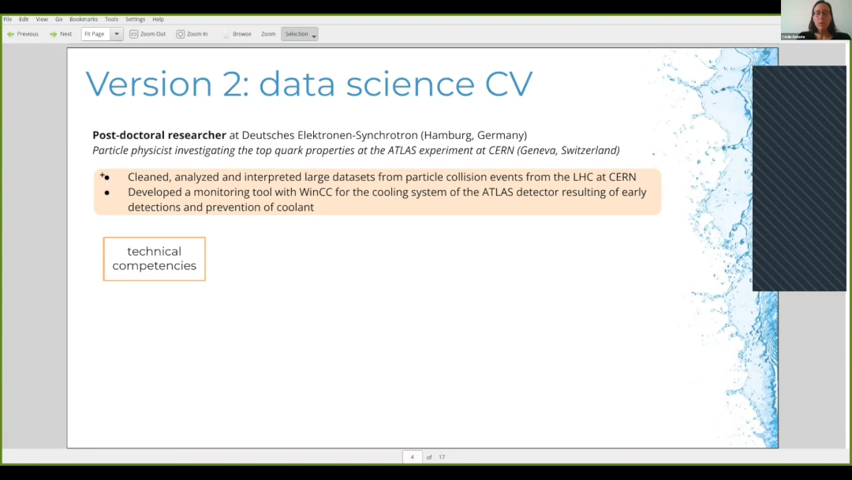 File Edit View Go Bookmarks Tools Settings Help
Previous Next Fit Page Zoom Out Zoom In Browse Zoom Selection
Version 2: data science CV
Post-doctoral researcher at Deutsches Elektronen-Synchrotron (Hamburg, Germany)
Particle physicist investigating the top quark properties at the ATLAS experiment at CERN (Geneva, Switzerland)
• Cleaned, analyzed and interpreted large datasets from particle collision events from the LHC at CERN
• Developed a monitoring tool with WinCC for the cooling system of the ATLAS detector resulting of early
detections and prevention of coolant
technical
competencies
4 of 17